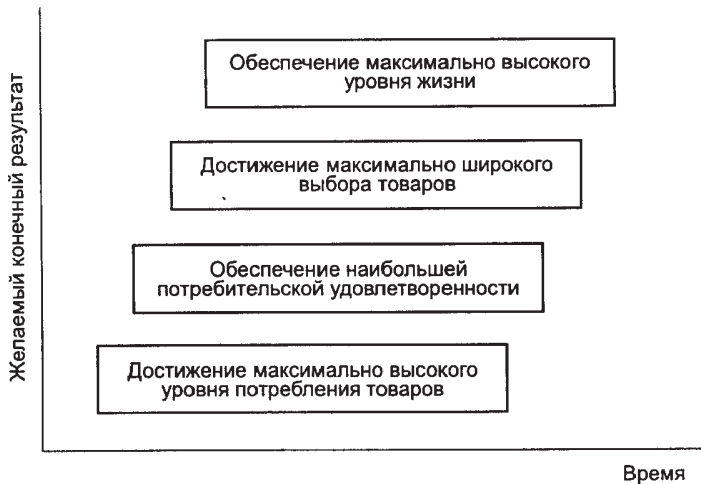 Желаемый конечный результат
Обеспечение максимально высокого
уровня жизни
Достижение максимально широкого
выбора товаров
Обеспечение наибольшей
потребительской удовлетворенности
Достижение максимально высокого
уровня потребления товаров
Время